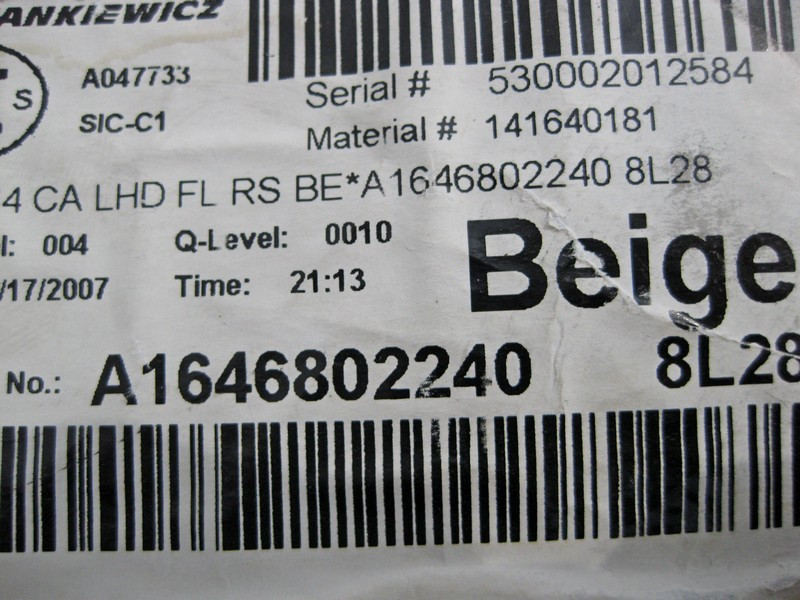 ANKIEWICZ
A047733
S
SIC-C1
Serial # 530002012584
Material # 141640181
4 CA LHD FL RS BE*A1646802240 8L28
l: 004 Q-Level: 0010
/17/2007 Time: 21:13
Beige
No.: A1646802240 8L28